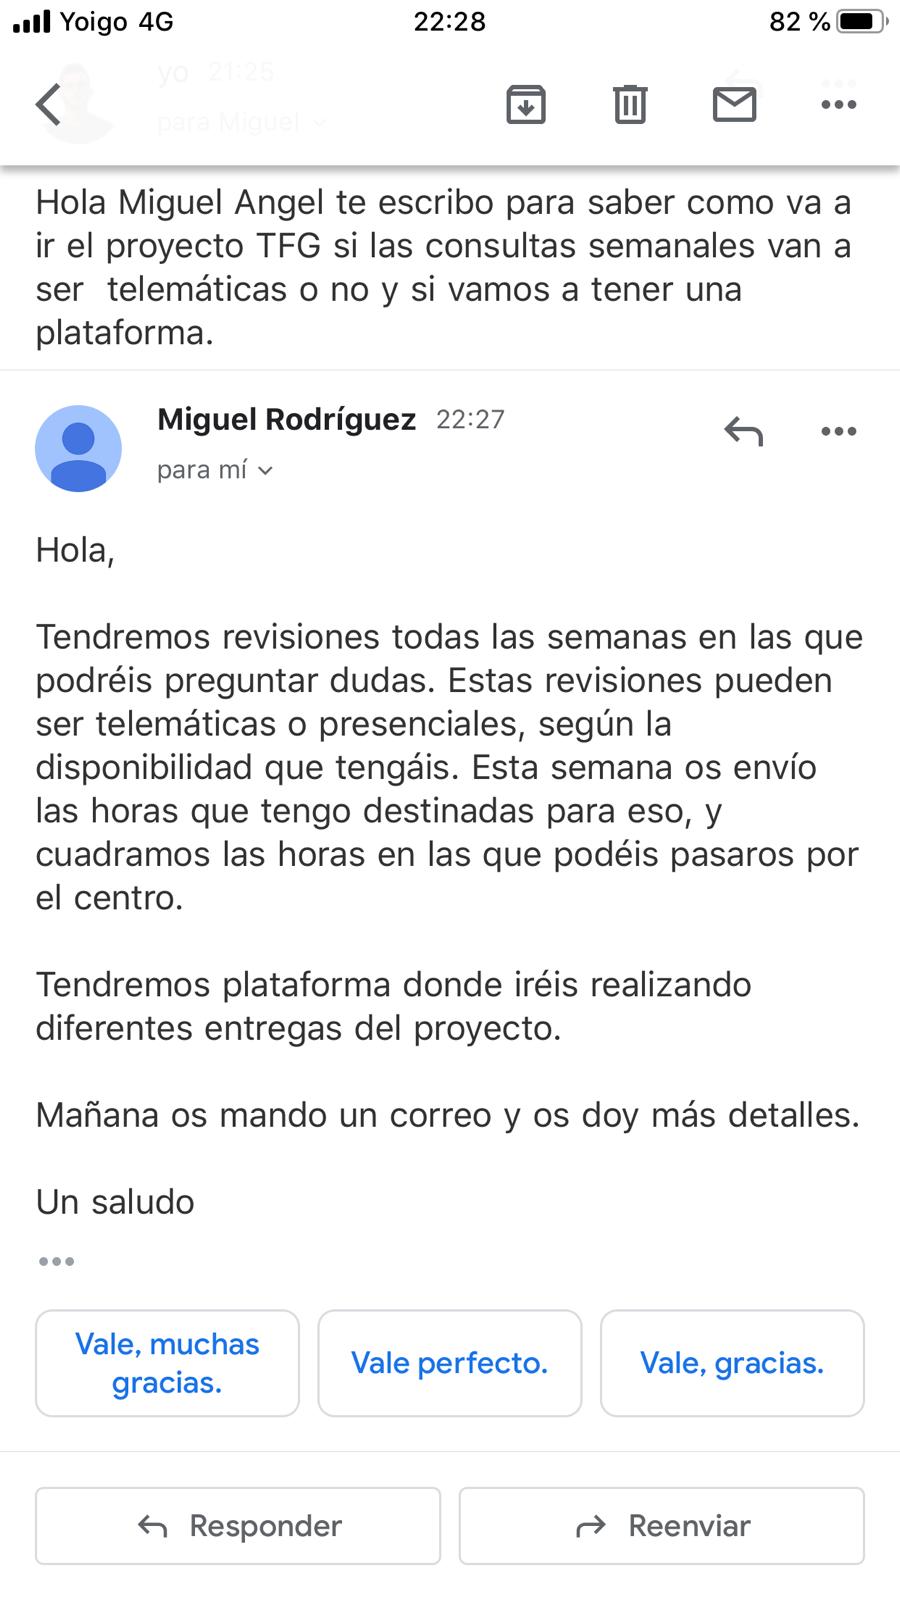 Yoigo 4G 22:28 82 %
yo 21:25
para Miguel
Hola Miguel Angel te escribo para saber como va a
ir el proyecto TFG si las consultas semanales van a
ser  telemáticas o no y si vamos a tener una
plataforma.
Miguel Rodríguez 22:27
para mí
Hola,
Tendremos revisiones todas las semanas en las que
podréis preguntar dudas. Estas revisiones pueden
ser telemáticas o presenciales, según la
disponibilidad que tengáis. Esta semana os envío
las horas que tengo destinadas para eso, y
cuadramos las horas en las que podéis pasaros por
el centro.
Tendremos plataforma donde iréis realizando
diferentes entregas del proyecto.
Mañana os mando un correo y os doy más detalles.
Un saludo
Vale, muchas
gracias.
Vale perfecto.
Vale, gracias.
Responder
Reenviar